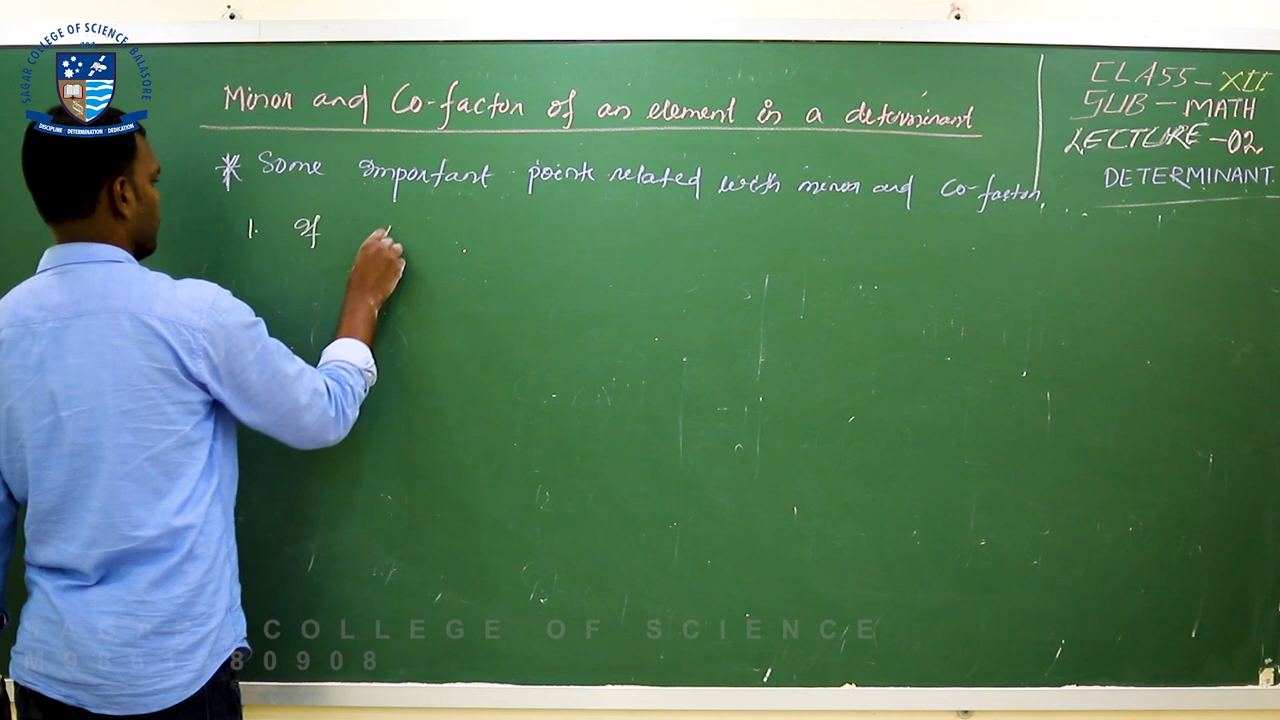 SAGAR COLLEGE OF SCIENCE BALASORE
DISCIPLINE - DETERMINATION - DEDICATION
Minor and Co-factor of an element in a determinant
* Some important points related with minor and co-factor,
1. If
CLASS - XII
SUB - MATH
LECTURE - 02
DETERMINANT.
COLLEGE OF SCIENCE
80908